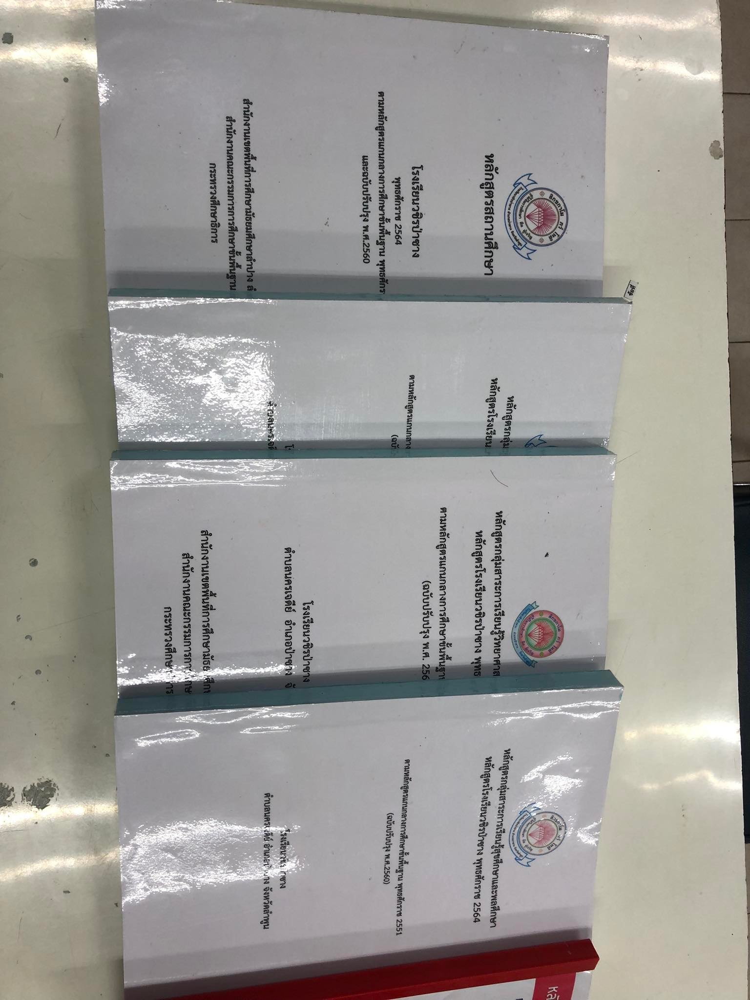 สิกขกาโม ภวํ โหติ
หลักสูตรสถานศึกษา
โรงเรียนวชิรป่าซาง
พุทธศักราช 2564
ตามหลักสูตรแกนกลางการศึกษาขั้นพื้นฐาน
และฉบับปรับปรุง พ.ศ.2560
สำนักงานเขตพื้นที่การศึกษามัธยมศึกษาลำปาง
สำนักงานคณะกรรมการการศึกษาขั้นพื้นฐาน
กระทรวงศึกษาธิการ
ข้อที่
หลักสูตรกลุ่ม
หลักสูตรโรงเรียน
ตามหลักสูตรแกนกลาง
สิกขกาโม ภวํ โหติ
หลักสูตรกลุ่มสาระการเรียนรู้วิทยาศาส
หลักสูตรโรงเรียนวชิรป่าซาง พุทธ
ตามหลักสูตรแกนกลางการศึกษาขั้นพื้นฐาน
(ฉบับปรับปรุง พ.ศ. 256
โรงเรียนวชิรป่าซาง
ตำบลนครเจดีย์ อำเภอป่าซาง
สำนักงานเขตพื้นที่การศึกษามัธยมศึก
สำนักงานคณะกรรมการการศึกษ
กระทรวงศึกษาธิการ
สิกขกาโม ภวํ โหติ
หลักสูตรกลุ่มสาระการเรียนรู้สุขศึกษาและพลศึกษา
หลักสูตรโรงเรียนวชิรป่าซาง พุทธศักราช 2564
ตามหลักสูตรแกนกลางการศึกษาขั้นพื้นฐาน พุทธศักราช 2551
(ฉบับปรับปรุง พ.ศ.2560)
โรงเรียนวชิรป่าซาง
ตำบลนครเจดีย์ อำเภอป่าซาง จังหวัดลำพูน
หลั